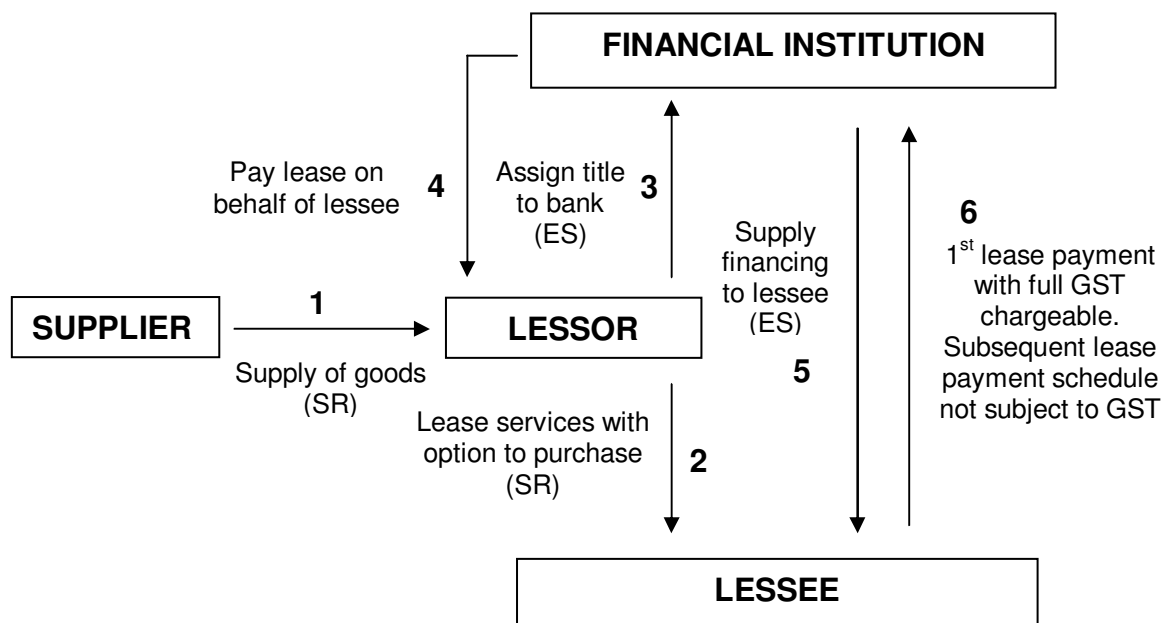 FINANCIAL INSTITUTION
Pay lease on
behalf of lessee
4
Assign title
to bank
(ES)
3
Supply
financing
to lessee
(ES)
5
6
1st lease payment
with full GST
chargeable.
Subsequent lease
payment schedule
not subject to GST
SUPPLIER
1
Supply of goods
(SR)
LESSOR
Lease services with
option to purchase
(SR)
2
LESSEE